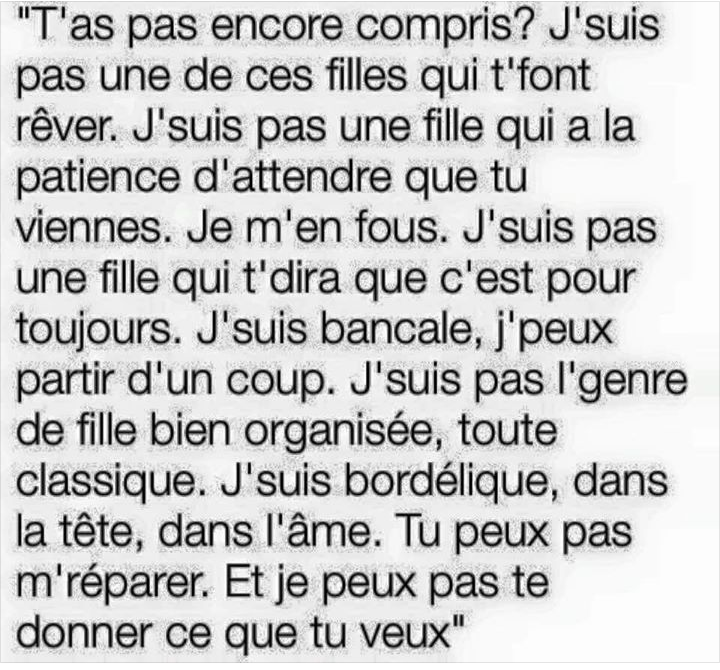 "T'as pas encore compris? J'suis
pas une de ces filles qui t'font
rêver. J'suis pas une fille qui a la
patience d'attendre que tu
viennes. Je m'en fous. J'suis pas
une fille qui t'dira que c'est pour
toujours. J'suis bancale, j'peux
partir d'un coup. J'suis pas l'genre
de fille bien organisée, toute
classique. J'suis bordélique, dans
la tête, dans l'âme. Tu peux pas
m'réparer. Et je peux pas te
donner ce que tu veux"